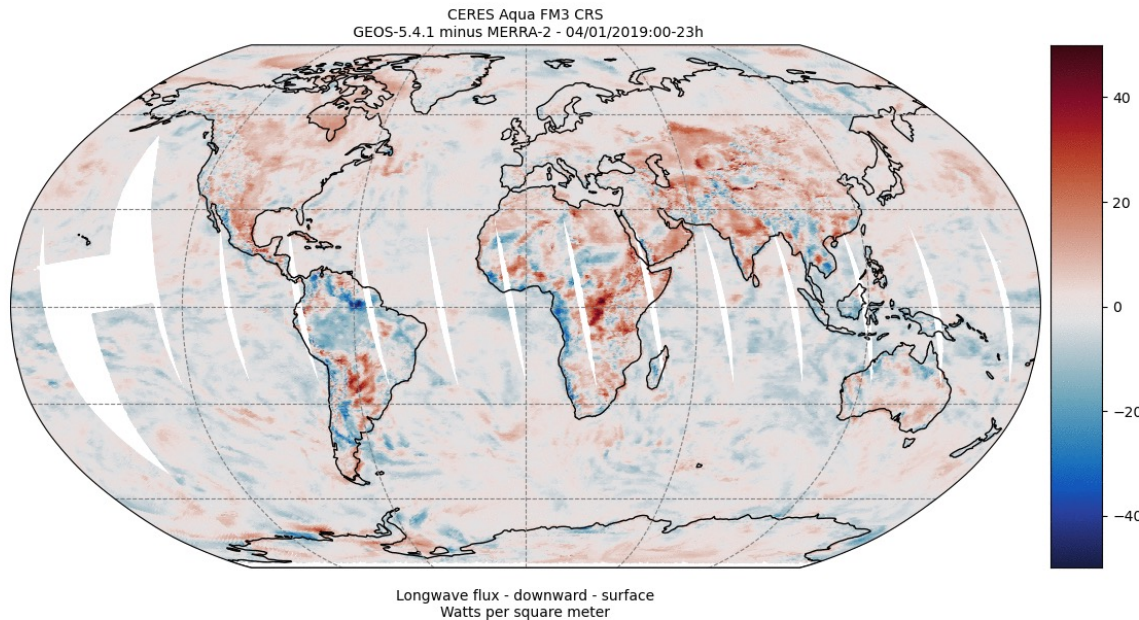 CERES Aqua FM3 CRS
GEOS-5.4.1 minus MERRA-2 - 04/01/2019:00-23h
40
20
0
−20
−40
Longwave flux - downward - surface
Watts per square meter